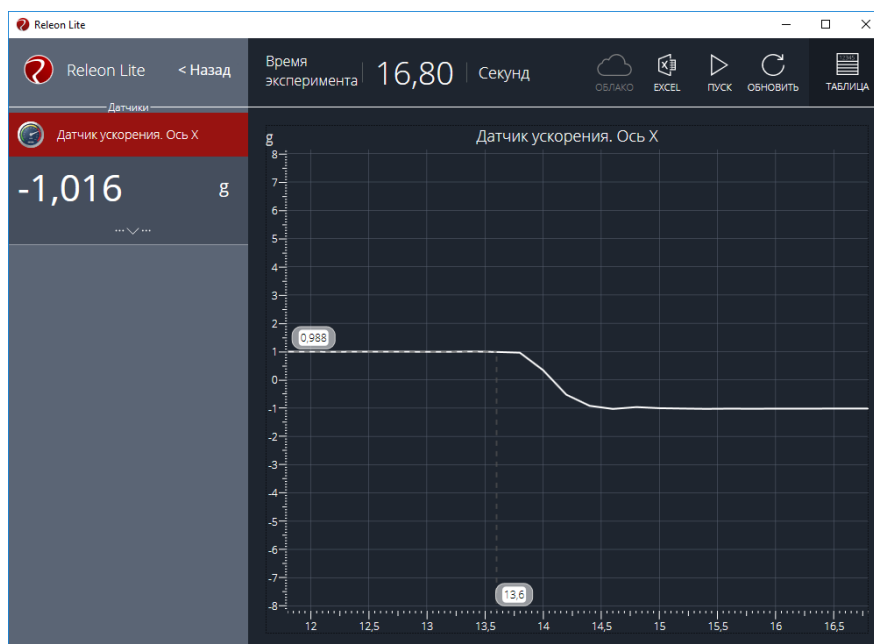 Releon Lite
Releon Lite
< Назад
Время
эксперимента
16,80
Секунд
ОБЛАКО
EXCEL
ПУСК
ОБНОВИТЬ
ТАБЛИЦА
Датчики
Датчик ускорения. Ось X
-1,016
g
g
Датчик ускорения. Ось X
8
7
6
5
4
3
2
0,988
1
0
-1
-2
-3
-4
-5
-6
-7
13,6
-8
12
12,5
13
13,5
14
14,5
15
15,5
16
16,5